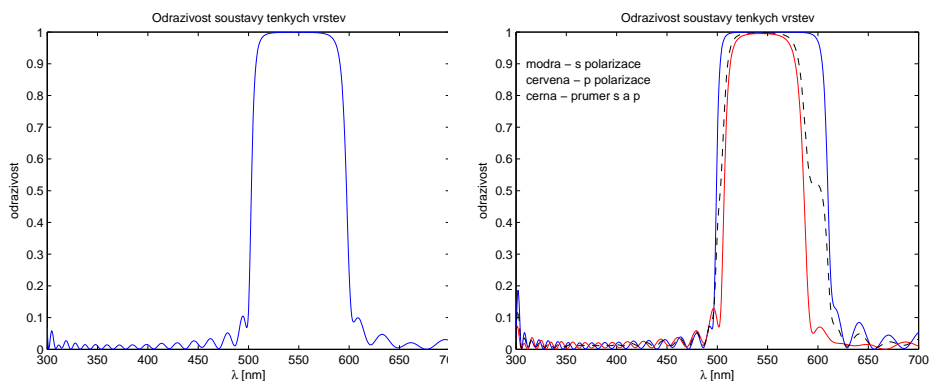 Odrazivost soustavy tenkych vrstev
1
0.9
0.8
0.7
0.6
0.5
0.4
0.3
0.2
0.1
0
odrazivost
300 350 400 450 500 550 600 650 70
λ [nm]
Odrazivost soustavy tenkych vrstev
1
0.9
0.8
0.7
0.6
0.5
0.4
0.3
0.2
0.1
0
odrazivost
modra − s polarizace
cervena − p polarizace
cerna − prumer s a p
300 350 400 450 500 550 600 650 700
λ [nm]